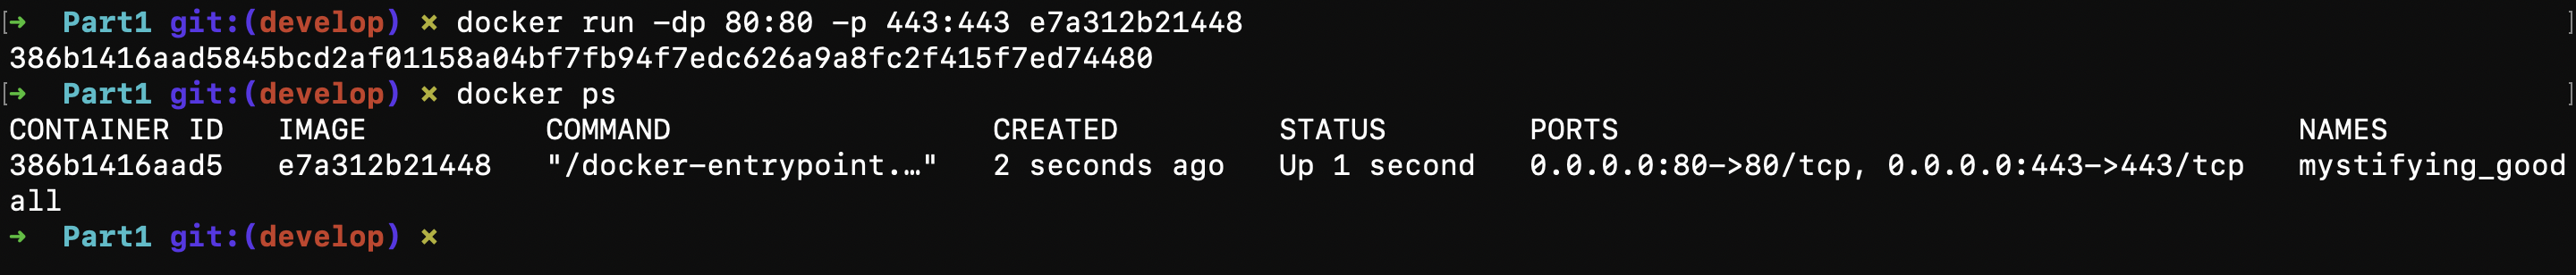 [➜  Part1 git:(develop) ✗ docker run -dp 80:80 -p 443:443 e7a312b21448 ]
386b1416aad5845bcd2af01158a04bf7fb94f7edc626a9a8fc2f415f7ed74480
[➜  Part1 git:(develop) ✗ docker ps ]
CONTAINER ID   IMAGE          COMMAND                  CREATED         STATUS        PORTS                                      NAMES
386b1416aad5   e7a312b21448   "/docker-entrypoint.…"   2 seconds ago   Up 1 second   0.0.0.0:80->80/tcp, 0.0.0.0:443->443/tcp   mystifying_good
all
➜  Part1 git:(develop) ✗